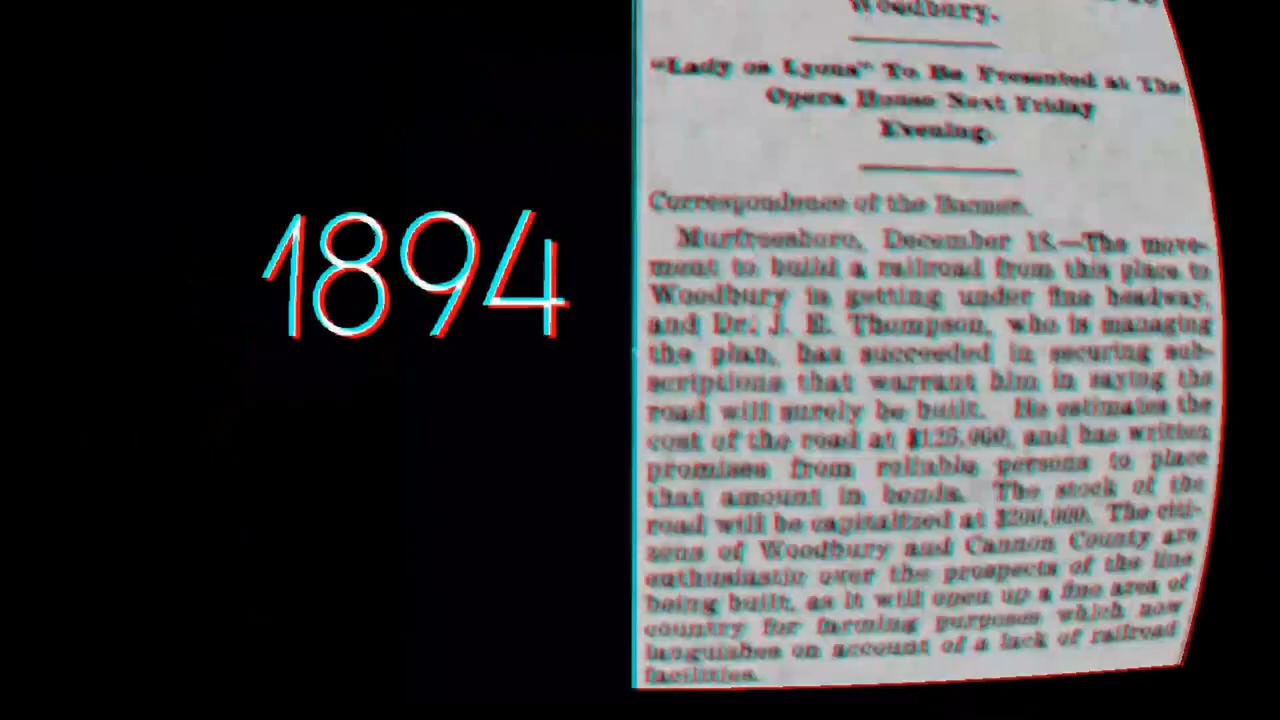 1894
Woodbury.
"Lady os Lyons" To Be Presented at The
Opera House Next Friday
Evening.
Correspondence of the Banner.
Murfreesboro, December 18.—The move-
ment to build a railroad from this place to
Woodbury is getting under fine headway,
and Dr. J. E. Thompson, who is managing
the plan, has succeeded in securing sub-
scriptions that warrant him in saying the
road will surely be built. He estimates the
cost of the road at $125,000, and has written
promises from reliable persons to place
that amount in bonds. The stock of the
road will be capitalized at $200,000. The citi-
zens of Woodbury and Cannon County are
enthusiastic over the prospects of the line
being built, as it will open up a fine area of
country for farming purposes which now
languishes on account of a lack of railroad
facilities.